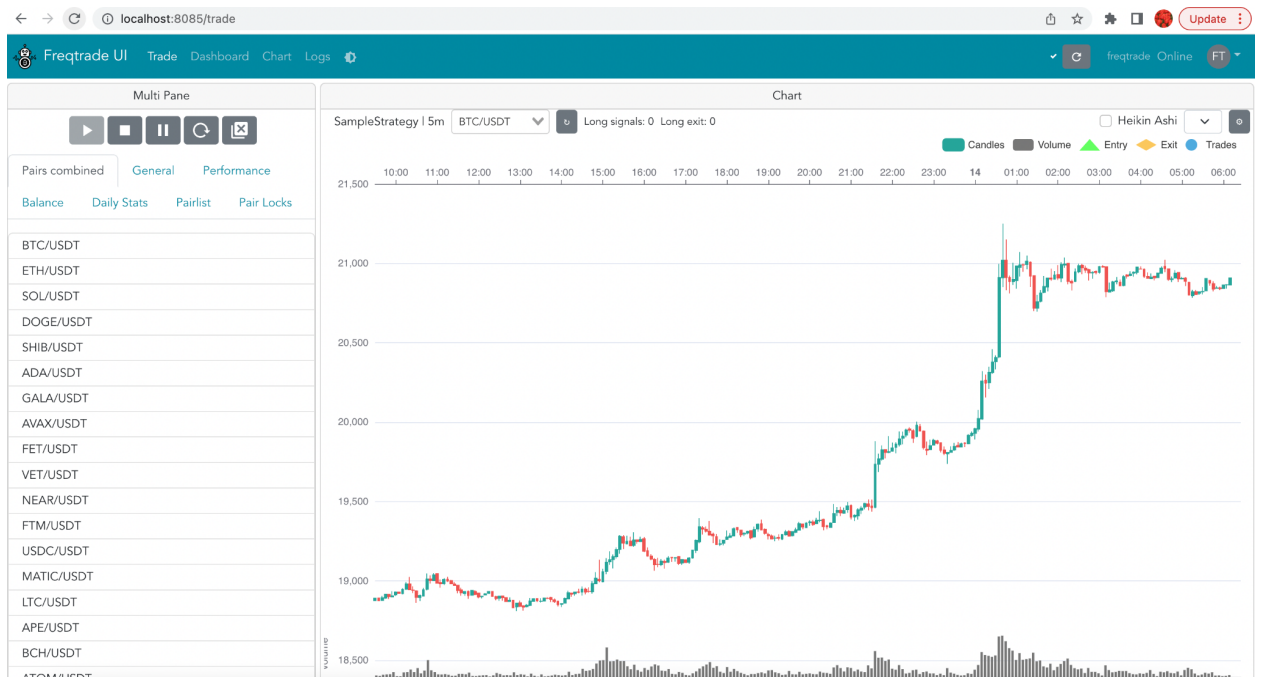 localhost:8085/trade
Update
Freqtrade UI Trade Dashboard Chart Logs
freqtrade Online FT
Multi Pane
Pairs combined General Performance
Balance Daily Stats Pairlist Pair Locks
BTC/USDT
ETH/USDT
SOL/USDT
DOGE/USDT
SHIB/USDT
ADA/USDT
GALA/USDT
AVAX/USDT
FET/USDT
VET/USDT
NEAR/USDT
FTM/USDT
USDC/USDT
MATIC/USDT
LTC/USDT
APE/USDT
BCH/USDT
ATOM/USDT
Chart
SampleStrategy | 5m BTC/USDT Long signals: 0 Long exit: 0 Heikin Ashi
Candles Volume Entry Exit Trades
10:00 11:00 12:00 13:00 14:00 15:00 16:00 17:00 18:00 19:00 20:00 21:00 22:00 23:00 14 01:00 02:00 03:00 04:00 05:00 06:00
21,500
21,000
20,500
20,000
19,500
19,000
18,500
Volume